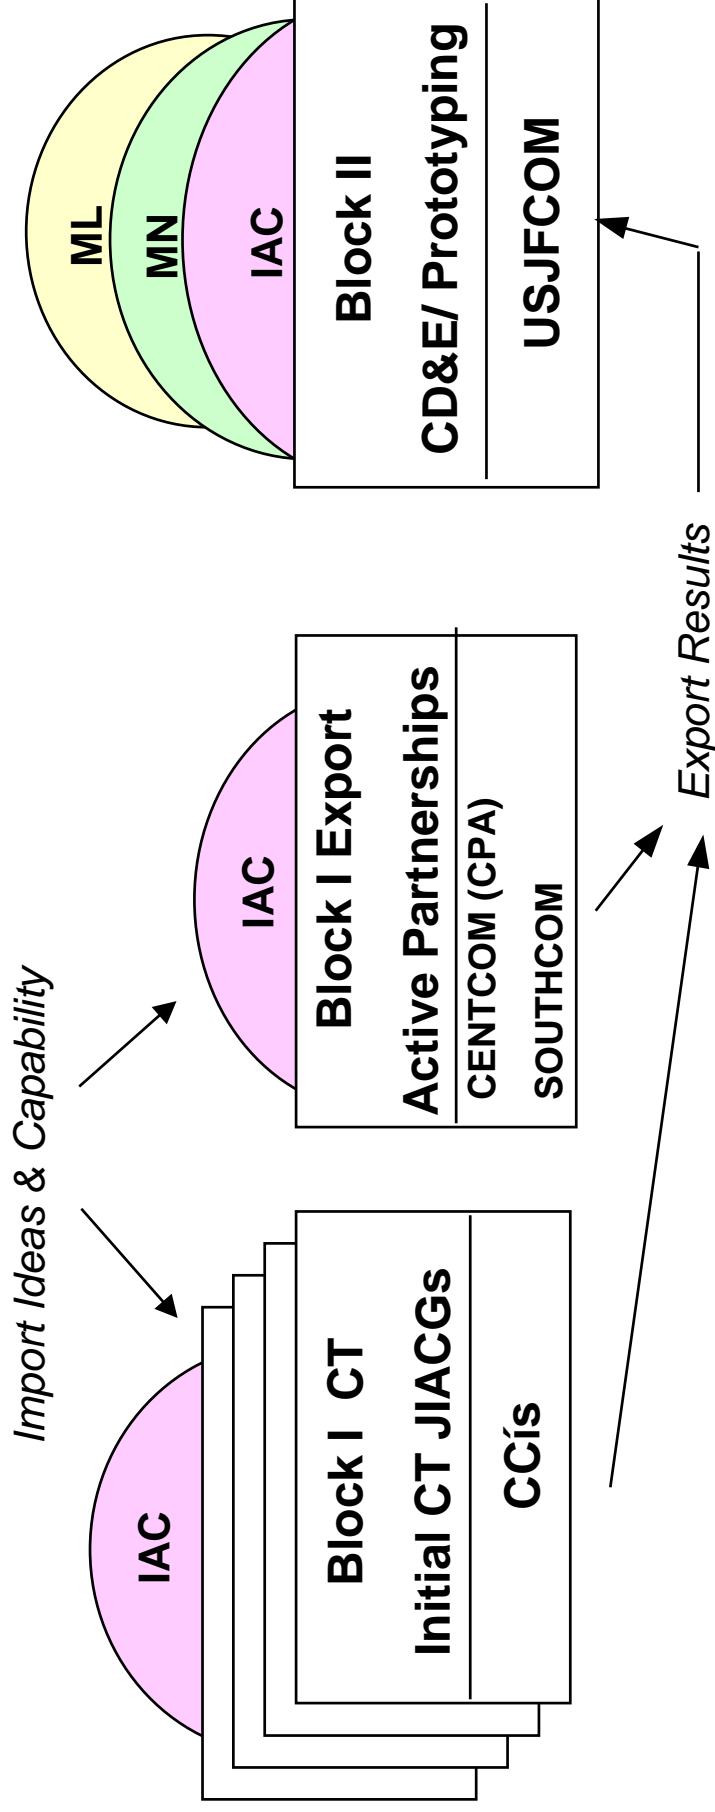 Import Ideas & Capability
IAC
Block I  CT
Initial CT JIACGs
CCís
IAC
Block I Export
Active Partnerships
CENTCOM (CPA)
SOUTHCOM
ML
MN
IAC
Block II
CD&E/ Prototyping
USJFCOM
Export Results